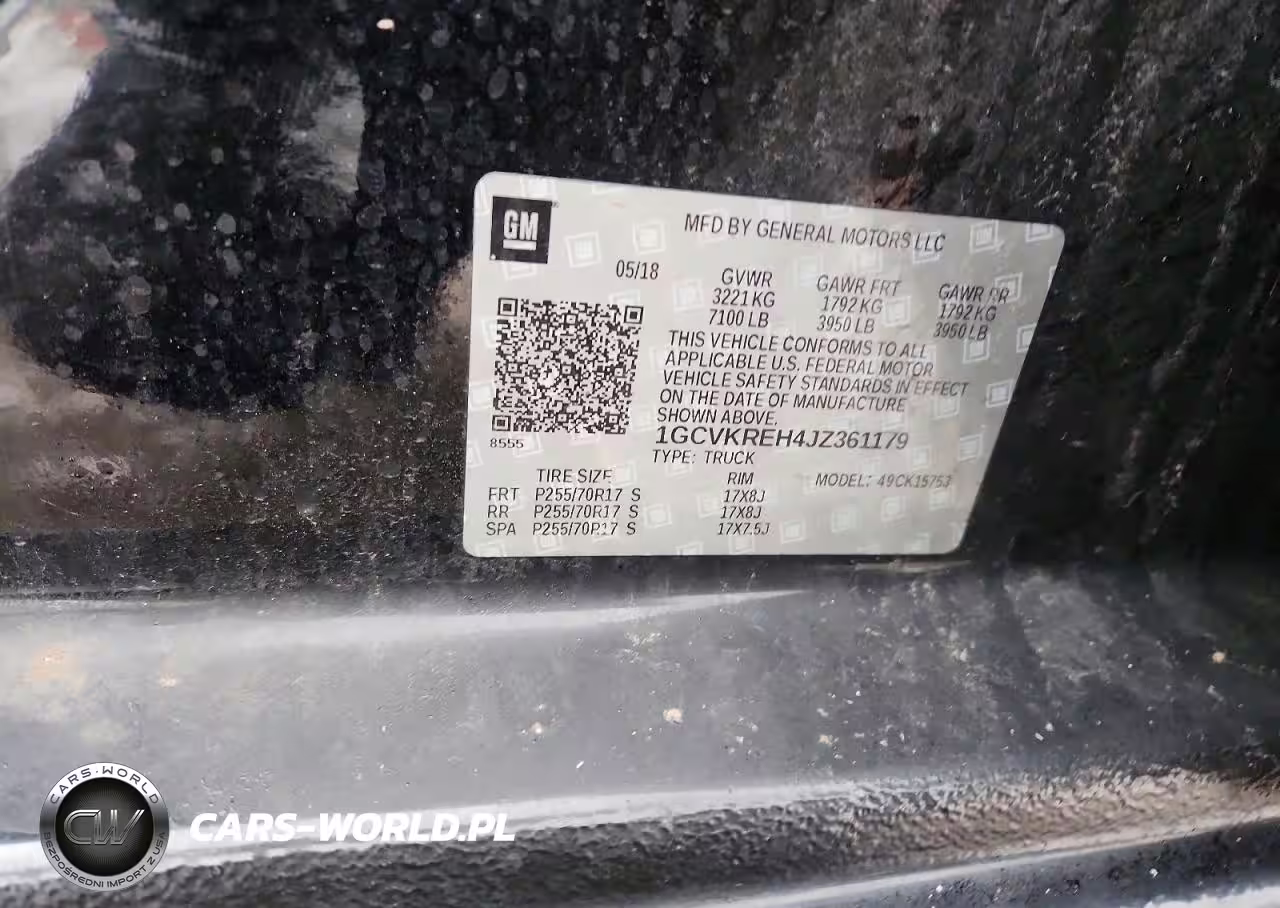 GM
MFD BY GENERAL MOTORS LLC
05/18
GVWR GAWR FRT GAWR RR
3221 KG 1792 KG 1792 KG
7100 LB 3950 LB 3950 LB
THIS VEHICLE CONFORMS TO ALL
APPLICABLE U.S. FEDERAL MOTOR
VEHICLE SAFETY STANDARDS IN EFFECT
ON THE DATE OF MANUFACTURE
SHOWN ABOVE.
8555
1GCVKREH4JZ361179
TYPE: TRUCK
TIRE SIZE RIM MODEL: 49CK15753
FRT P255/70R17 S 17X8J
RR P255/70R17 S 17X8J
SPA P255/70R17 S 17X7.5J
CARS-WORLD
CW
BEZPOŚREDNI IMPORT Z USA
CARS-WORLD.PL